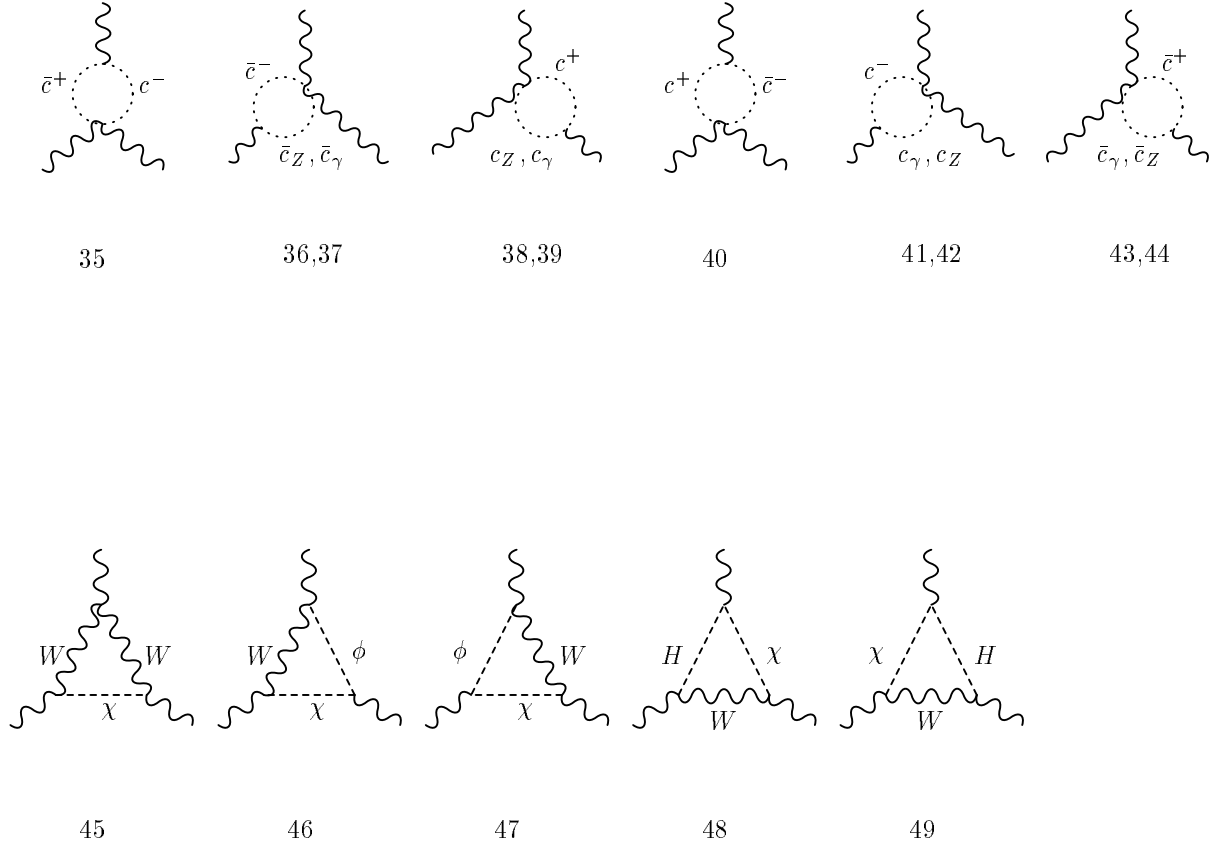 c̄⁺ c⁻ c̄⁻ c⁺ c⁺ c̄⁻ c⁻ c̄⁺
c̄_Z, c̄_γ c_Z, c_γ c_γ, c_Z c̄_γ, c̄_Z
35 36,37 38,39 40 41,42 43,44
W W W ϕ ϕ W H χ χ H
χ χ χ W W
45 46 47 48 49